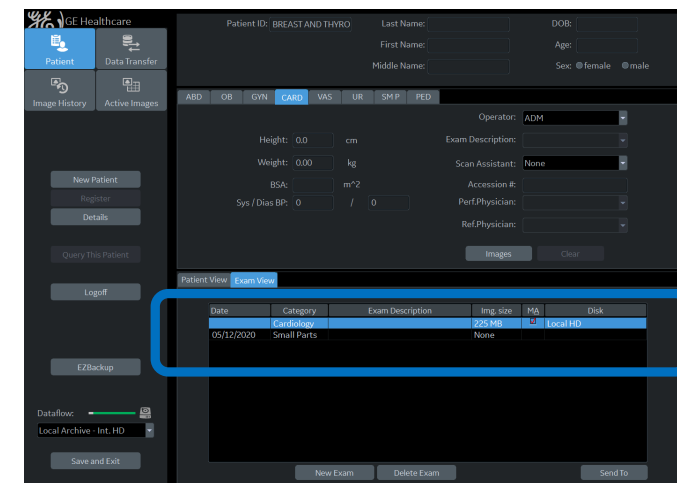 GE Healthcare
Patient ID: BREAST AND THYRO Last Name: DOB:
First Name: Age:
Middle Name: Sex: female male
Patient Data Transfer
Image History Active Images
ABD OB GYN CARD VAS UR SM P PED
Operator: ADM
Height: 0.0 cm Exam Description:
Weight: 0.00 kg Scan Assistant: None
BSA: m^2 Accession #:
Sys / Dias BP: 0 / 0 Perf.Physician:
Ref.Physician:
Images Clear
New Patient
Register
Details
Query This Patient
Logoff
EZBackup
Dataflow:
Local Archive - Int. HD
Save and Exit
Patient View Exam View
Date Category Exam Description Img. size MA Disk
Cardiology 225 MB Local HD
05/12/2020 Small Parts None
New Exam Delete Exam Send To